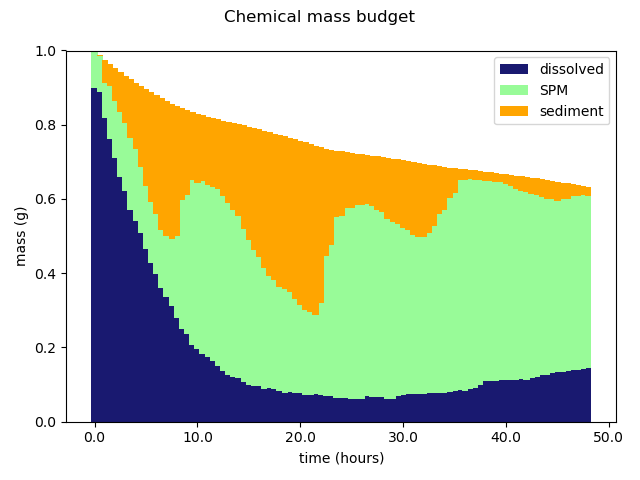 Chemical mass budget
1.0
0.8
0.6
0.4
0.2
0.0
mass (g)
dissolved
SPM
sediment
0.0 10.0 20.0 30.0 40.0 50.0
time (hours)